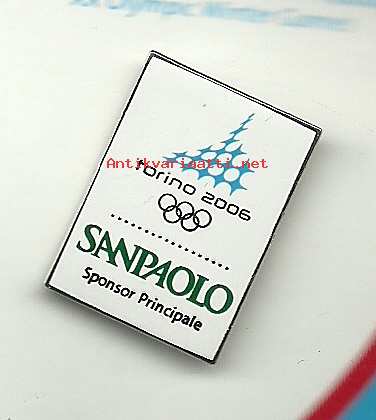 Antikvariaatti.net
torino 2006
SANPAOLO
Sponsor Principale